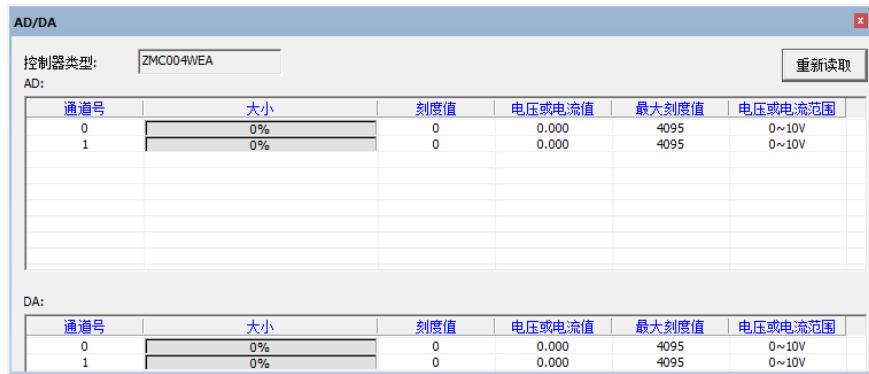 AD/DA
控制器类型: ZMC004WEA 重新读取
AD:
通道号 大小 刻度值 电压或电流值 最大刻度值 电压或电流范围
0 0% 0 0.000 4095 0~10V
1 0% 0 0.000 4095 0~10V
DA:
通道号 大小 刻度值 电压或电流值 最大刻度值 电压或电流范围
0 0% 0 0.000 4095 0~10V
1 0% 0 0.000 4095 0~10V